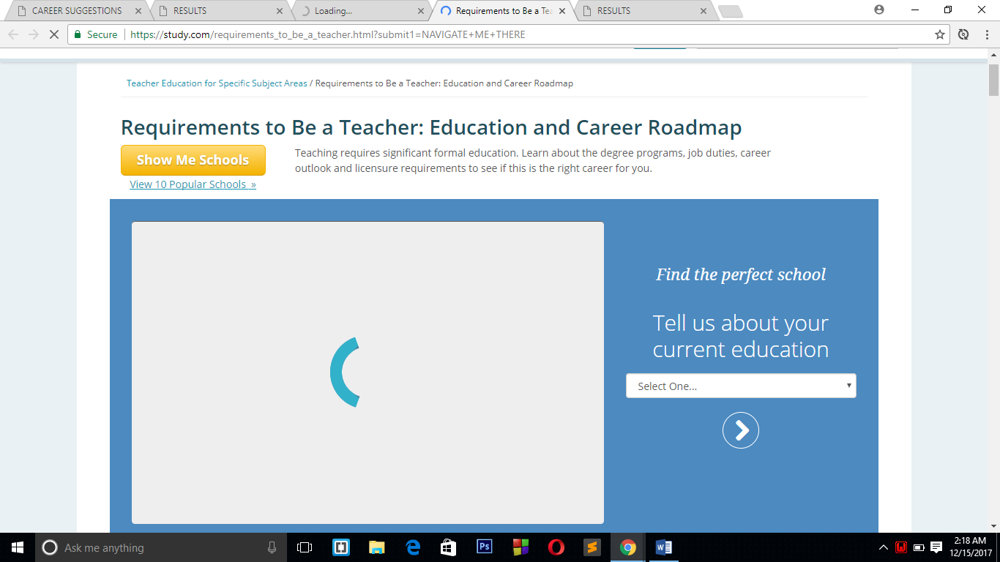 CAREER SUGGESTIONS
RESULTS
Loading...
Requirements to Be a Tea
RESULTS
Secure
https://study.com/requirements_to_be_a_teacher.html?submit1=NAVIGATE+ME+THERE
Teacher Education for Specific Subject Areas / Requirements to Be a Teacher: Education and Career Roadmap
Requirements to Be a Teacher: Education and Career Roadmap
Show Me Schools
View 10 Popular Schools »
Teaching requires significant formal education. Learn about the degree programs, job duties, career
outlook and licensure requirements to see if this is the right career for you.
Find the perfect school
Tell us about your
current education
Select One...
Ask me anything
Ps
2:18 AM
12/15/2017